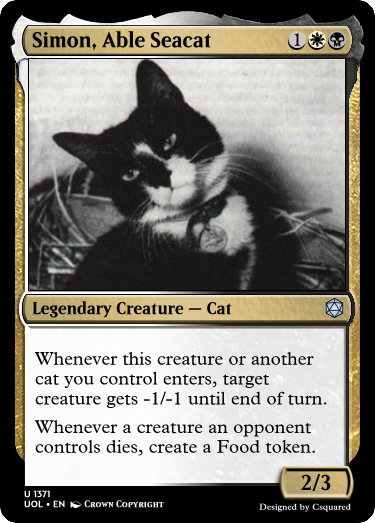 Simon, Able Seacat 1
Legendary Creature — Cat
Whenever this creature or another
cat you control enters, target
creature gets -1/-1 until end of turn.
Whenever a creature an opponent
controls dies, create a Food token.
2/3
U 1371
UOL • EN Crown Copyright
Designed by Csquared